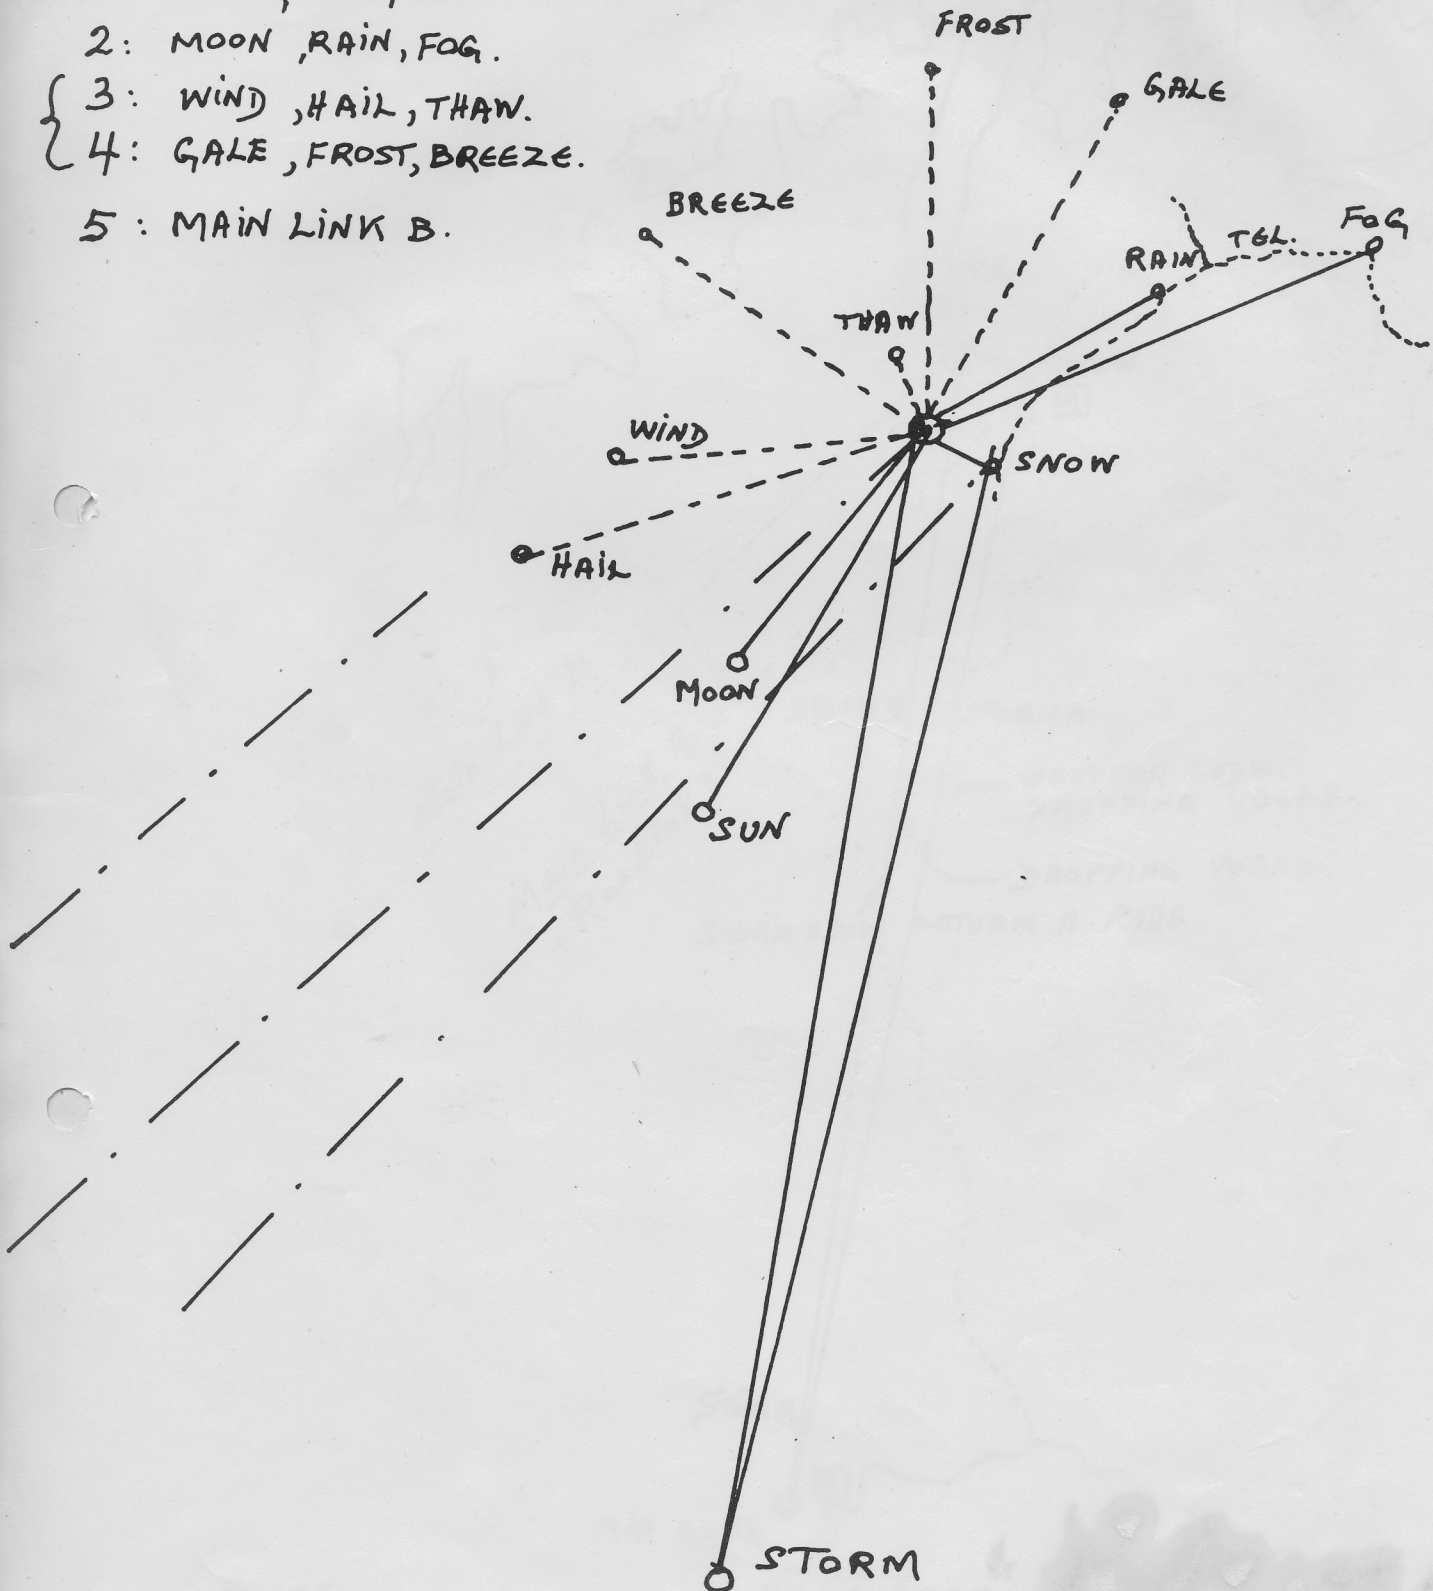 2: MOON, RAIN, FOG.
3: WIND, HAIL, THAW.
4: GALE, FROST, BREEZE.
5: MAIN LINK B.
FROST
GALE
BREEZE
FOG
TEL.
RAIN
THAW
WIND
SNOW
HAIL
MOON
SUN
STORM